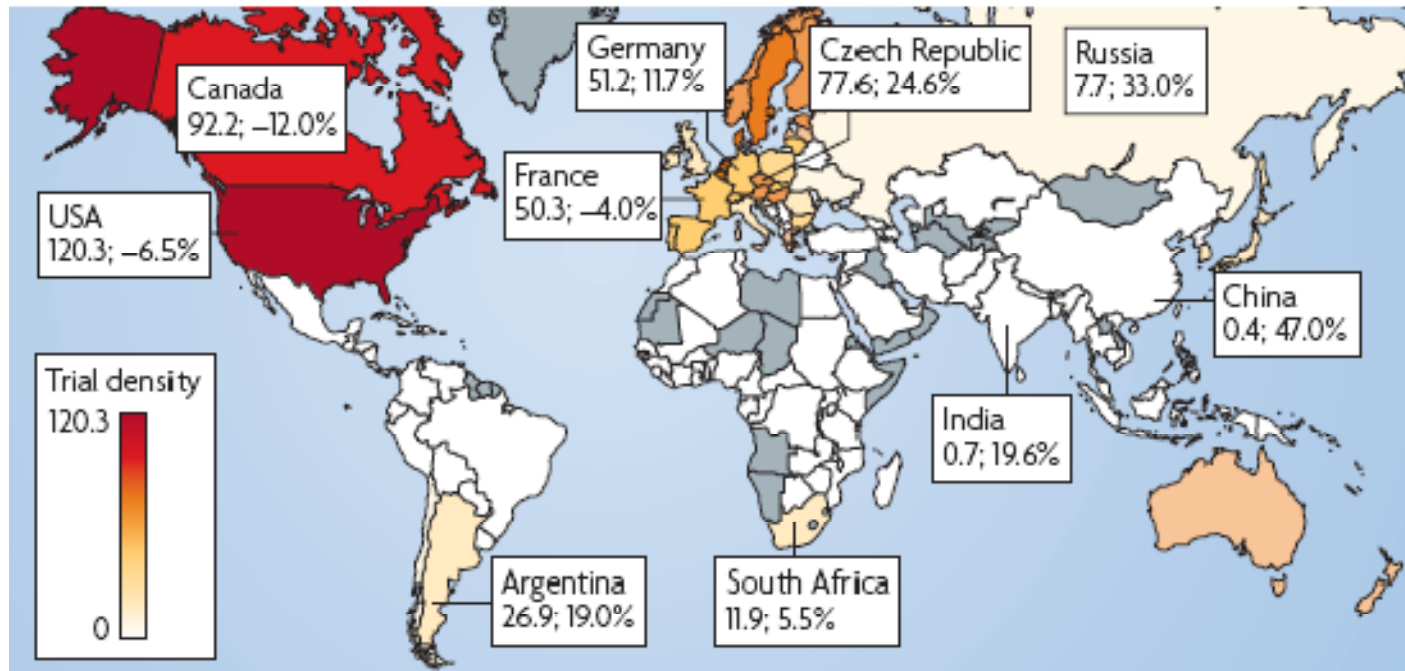 Germany
51.2; 11.7%
Czech Republic
77.6; 24.6%
Russia
7.7; 33.0%
Canada
92.2; –12.0%
France
50.3; –4.0%
USA
120.3; –6.5%
China
0.4; 47.0%
Trial density
120.3
0
India
0.7; 19.6%
Argentina
26.9; 19.0%
South Africa
11.9; 5.5%